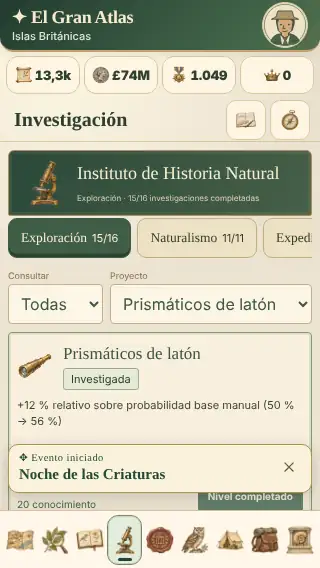 ✦ El Gran Atlas
Islas Británicas
13,3k
£74M
1.049
0
Investigación
Instituto de Historia Natural
Exploración · 15/16 investigaciones completadas
Exploración 15/16
Naturalismo 11/11
Exped
Consultar
Proyecto
Todas
Prismáticos de latón
Prismáticos de latón
Investigada
+12 % relativo sobre probabilidad base manual (50 %
→ 56 %)
✥ Evento iniciado
Noche de las Criaturas
×
20 conocimiento
Nivel completado